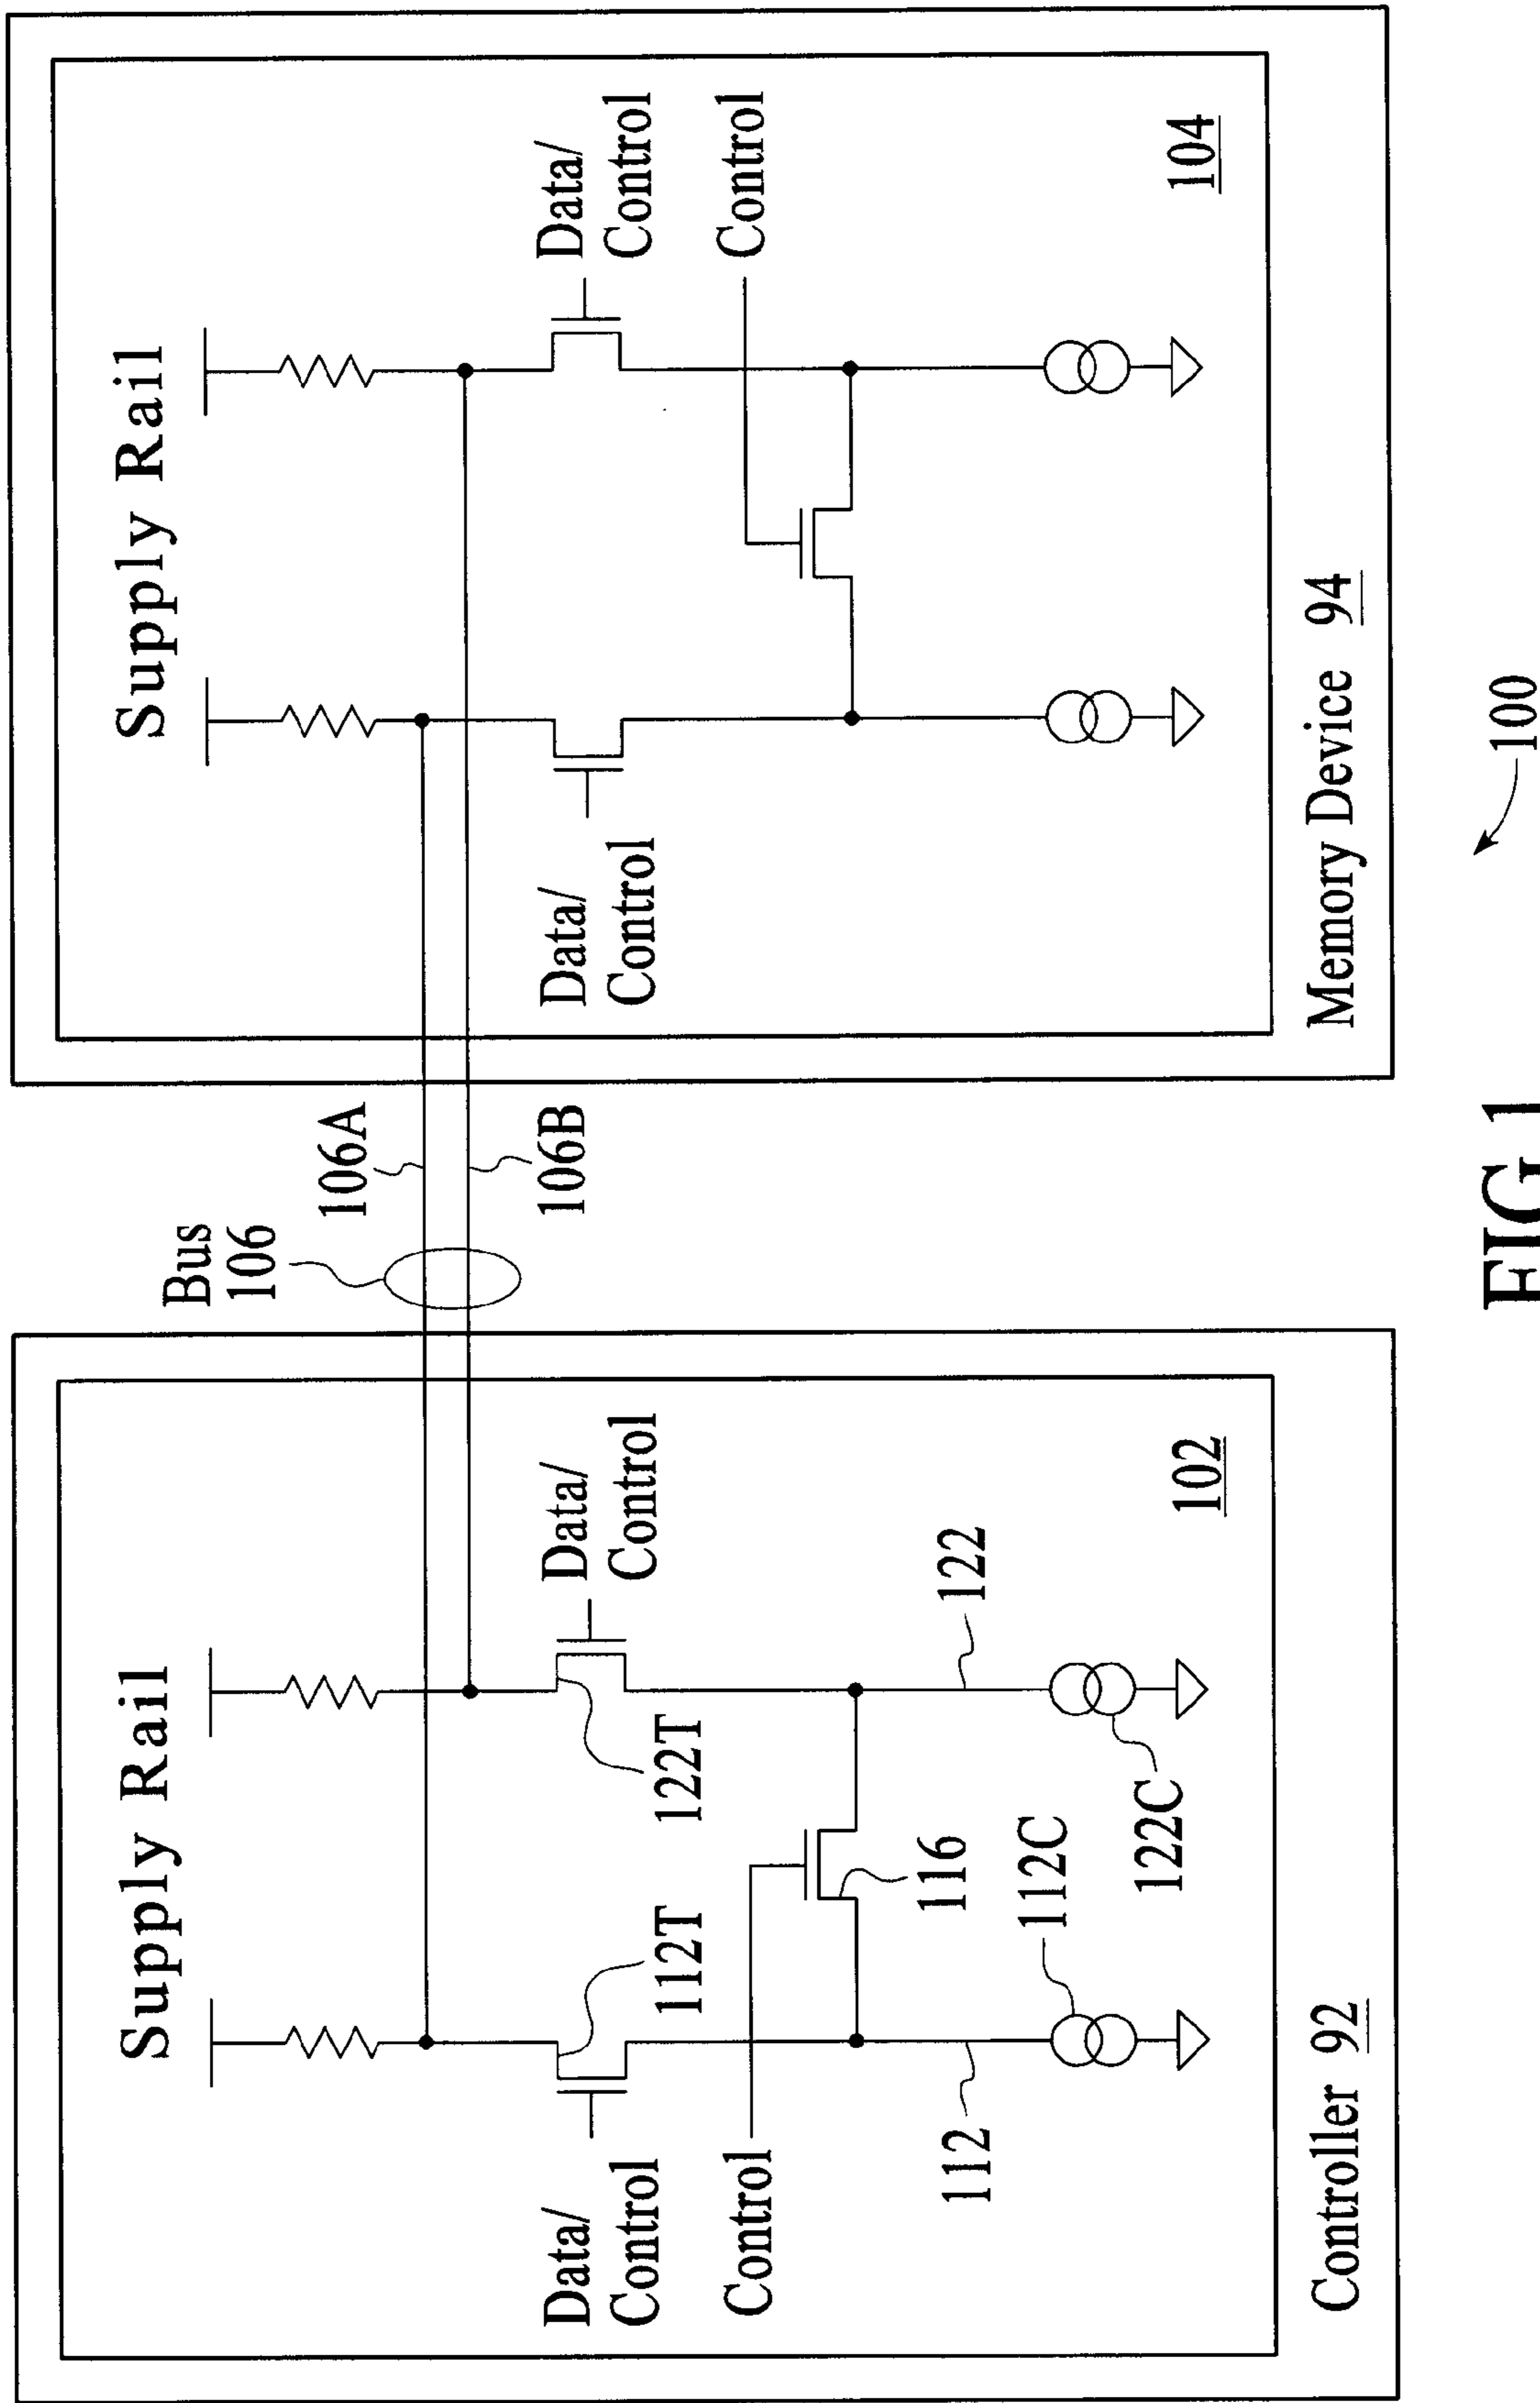 Supply Rail
Data/
Control
112T
122T
Data/
Control
Control
116
112
122
112C
122C
102
Controller 92
Bus
106
106A
106B
Supply Rail
Data/
Control
Data/
Control
Control
104
Memory Device 94
100
FIG 1